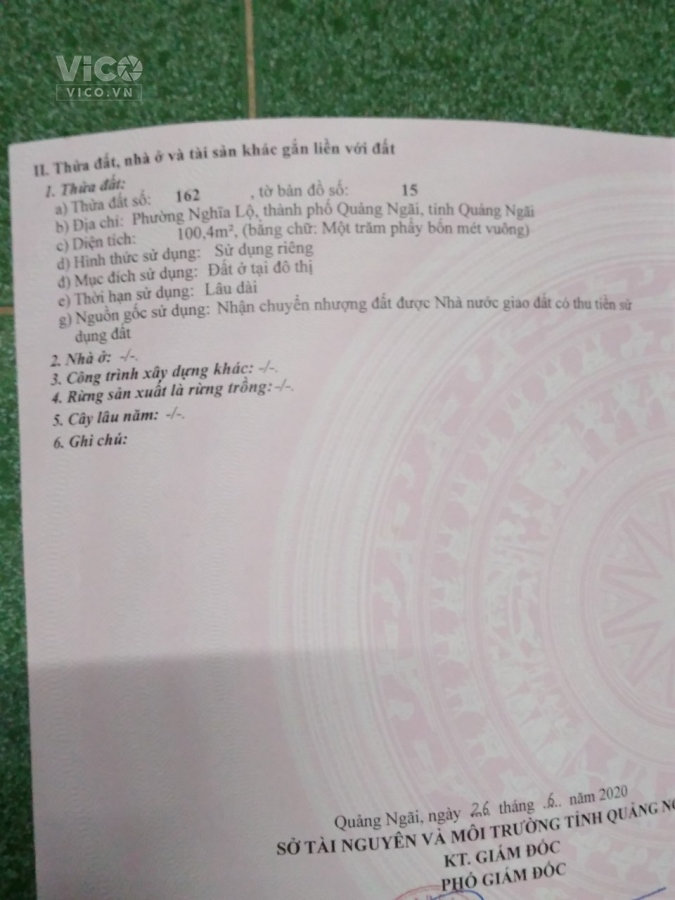 ViCO
VICO.VN
II. Thửa đất, nhà ở và tài sản khác gắn liền với đất
1. Thửa đất:
a) Thửa đất số: 162 , tờ bản đồ số: 15
b) Địa chỉ: Phường Nghĩa Lộ, thành phố Quảng Ngãi, tỉnh Quảng Ngãi
c) Diện tích: 100,4m², (bằng chữ: Một trăm phẩy bốn mét vuông)
d) Hình thức sử dụng: Sử dụng riêng
đ) Mục đích sử dụng: Đất ở tại đô thị
e) Thời hạn sử dụng: Lâu dài
g) Nguồn gốc sử dụng: Nhận chuyển nhượng đất được Nhà nước giao đất có thu tiền sử
dụng đất
2. Nhà ở: -/-.
3. Công trình xây dựng khác: -/-.
4. Rừng sản xuất là rừng trồng: -/-.
5. Cây lâu năm: -/-.
6. Ghi chú:
Quảng Ngãi, ngày 26 tháng .6.. năm 2020
SỞ TÀI NGUYÊN VÀ MÔI TRƯỜNG TỈNH QUẢNG NG
KT. GIÁM ĐỐC
PHÓ GIÁM ĐỐC